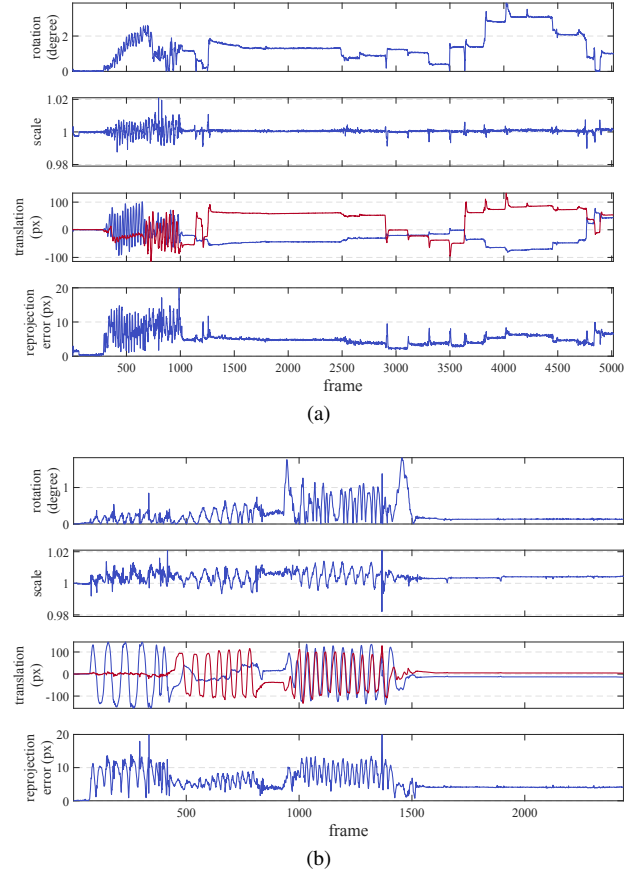 rotation
(degree)
2
0
scale
1.02
1
0.98
translation
(px)
100
0
-100
reprojection
error (px)
20
10
0
500 1000 1500 2000 2500 3000 3500 4000 4500 5000
frame
(a)
rotation
(degree)
1
0
scale
1.02
1
0.98
translation
(px)
100
0
-100
reprojection
error (px)
20
10
0
500 1000 1500 2000
frame
(b)